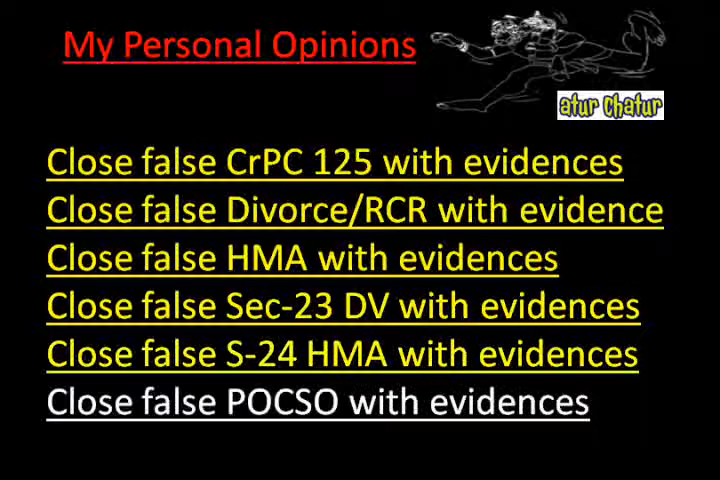 My Personal Opinions
atur Chatur
Close false CrPC 125 with evidences
Close false Divorce/RCR with evidence
Close false HMA with evidences
Close false Sec-23 DV with evidences
Close false S-24 HMA with evidences
Close false POCSO with evidences